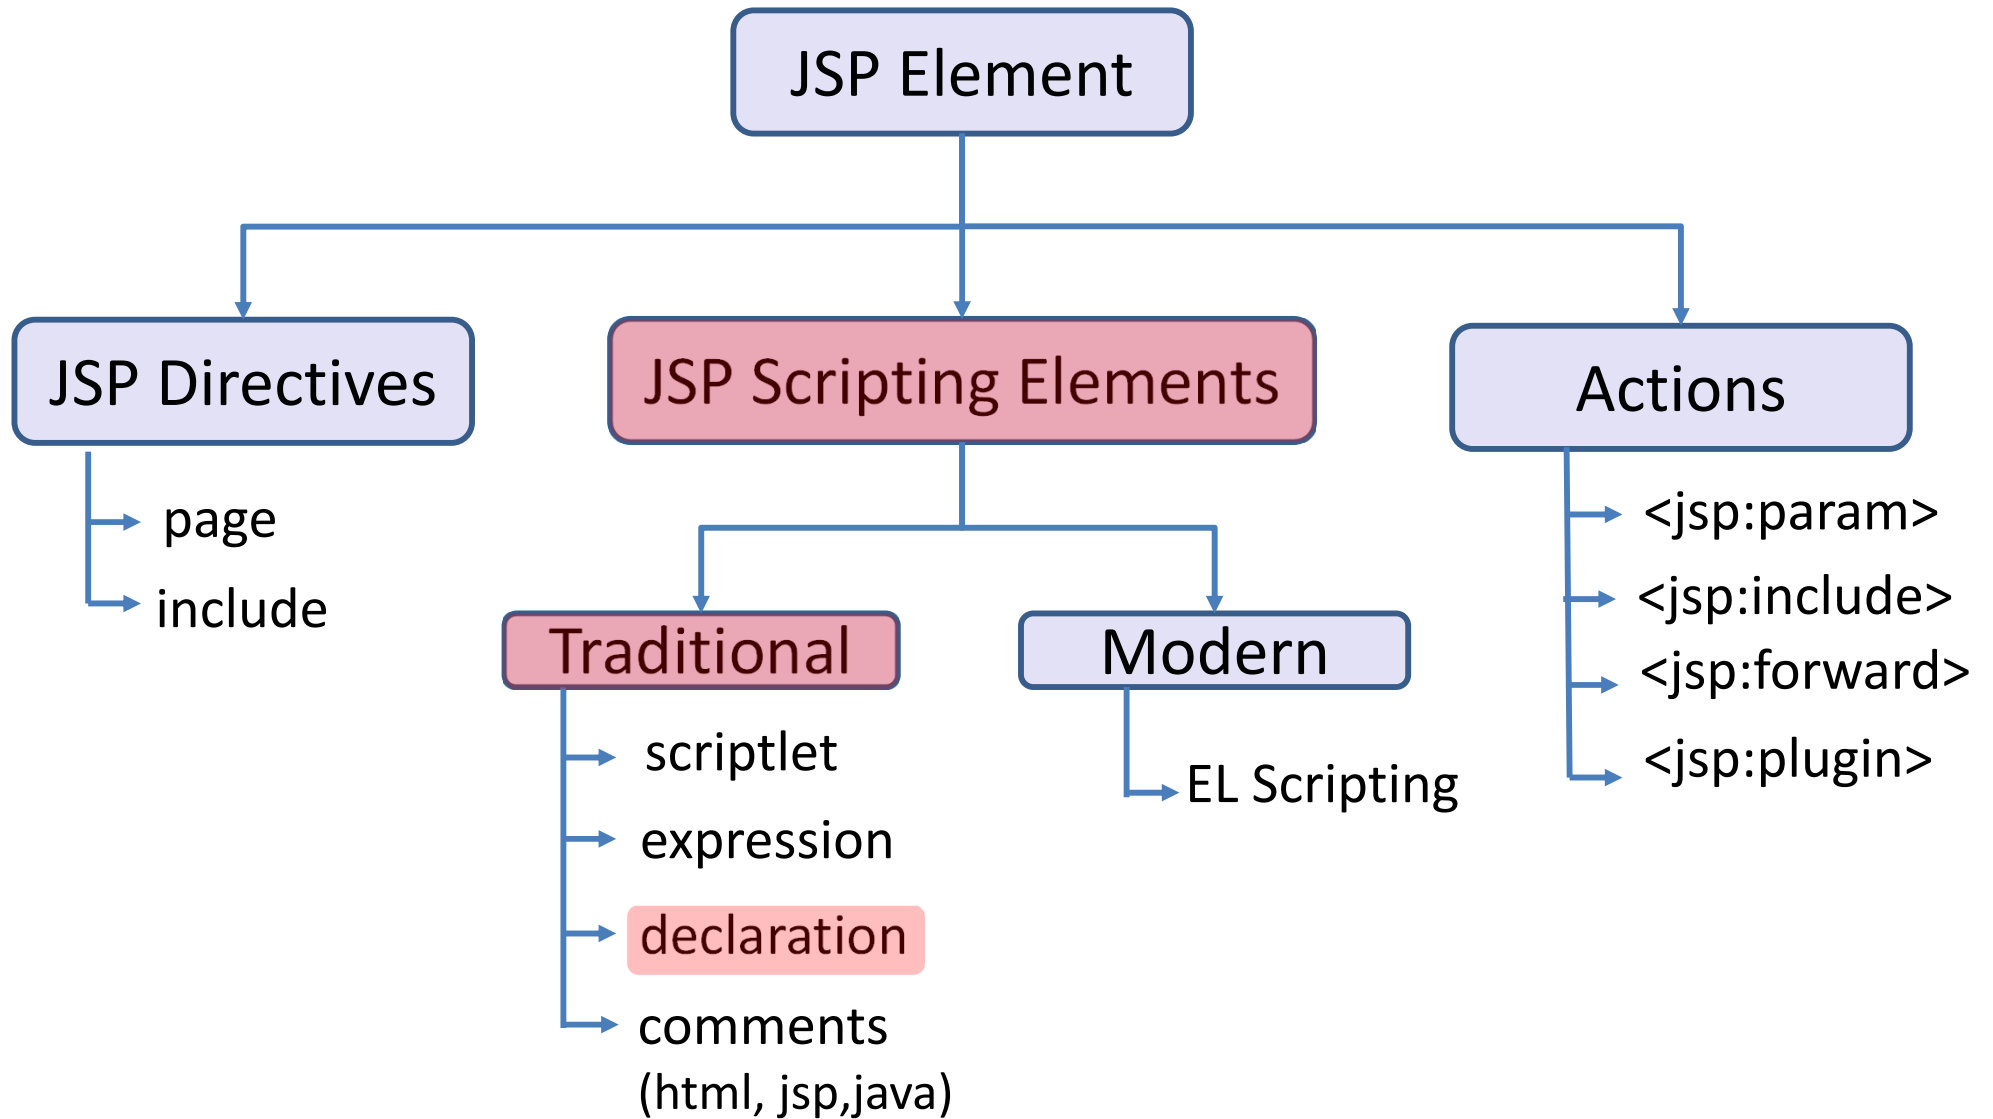 JSP Element
JSP Directives
page
include
JSP Scripting Elements
Traditional
scriptlet
expression
declaration
comments
(html, jsp,java)
Modern
EL Scripting
Actions
<jsp:param>
<jsp:include>
<jsp:forward>
<jsp:plugin>